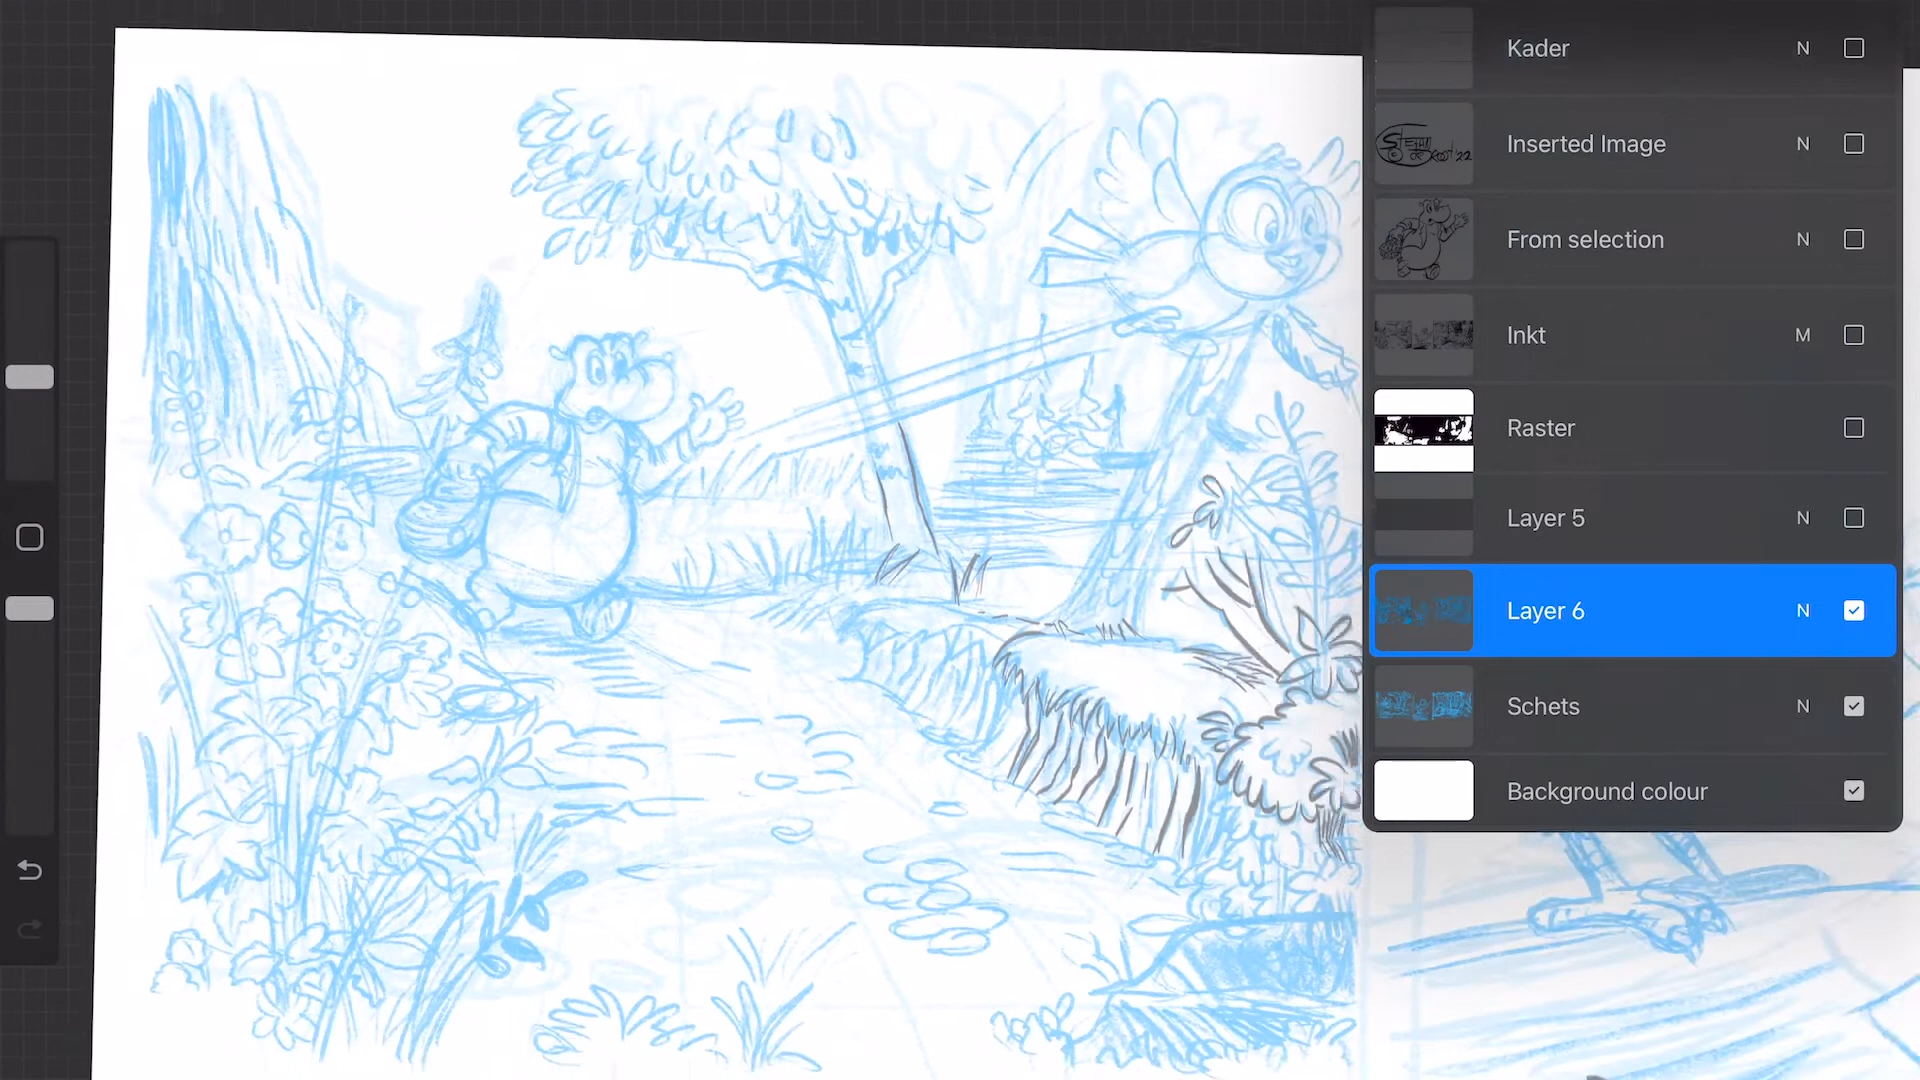 Kader N
Inserted Image N
From selection N
Inkt M
Raster
Layer 5 N
Layer 6 N
Schets N
Background colour